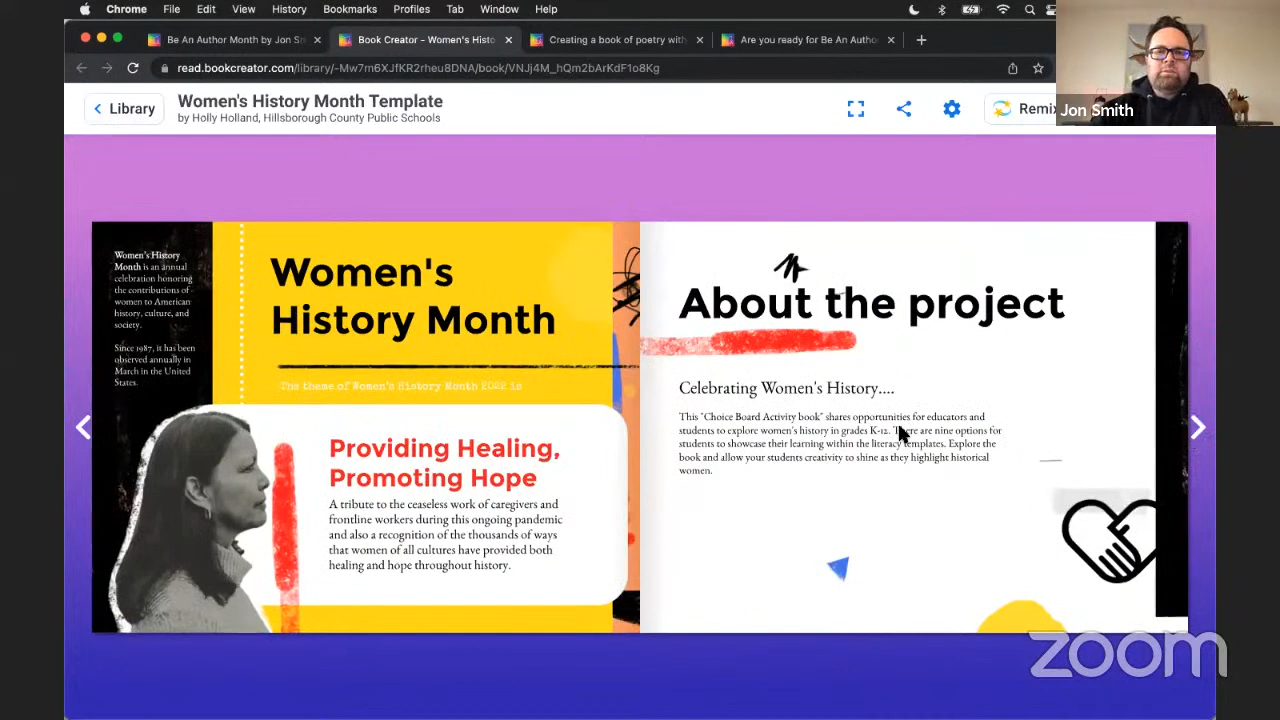 Chrome File Edit View History Bookmarks Profiles Tab Window Help
Be An Author Month by Jon S
Book Creator - Women's Histo
Creating a book of poetry with
Are you ready for Be An Autho
read.bookcreator.com/library/-Mw7m6XJfKR2rheu8DNA/book/VNJj4M_hQm2bArKdF1o8Kg
Library
Women's History Month Template
by Holly Holland, Hillsborough County Public Schools
Remix
Jon Smith
Women's History
Month is an annual
celebration honoring
the contributions of
women to American
history, culture, and
society.
Since 1987, it has been
observed annually in
March in the United
States.
Women's
History Month
The theme of Women's History Month 2022 is
Providing Healing,
Promoting Hope
A tribute to the ceaseless work of caregivers and
frontline workers during this ongoing pandemic
and also a recognition of the thousands of ways
that women of all cultures have provided both
healing and hope throughout history.
About the project
Celebrating Women's History....
This "Choice Board Activity book" shares opportunities for educators and
students to explore women's history in grades K-12. There are nine options for
students to showcase their learning within the literacy templates. Explore the
book and allow your students creativity to shine as they highlight historical
women.
zoom